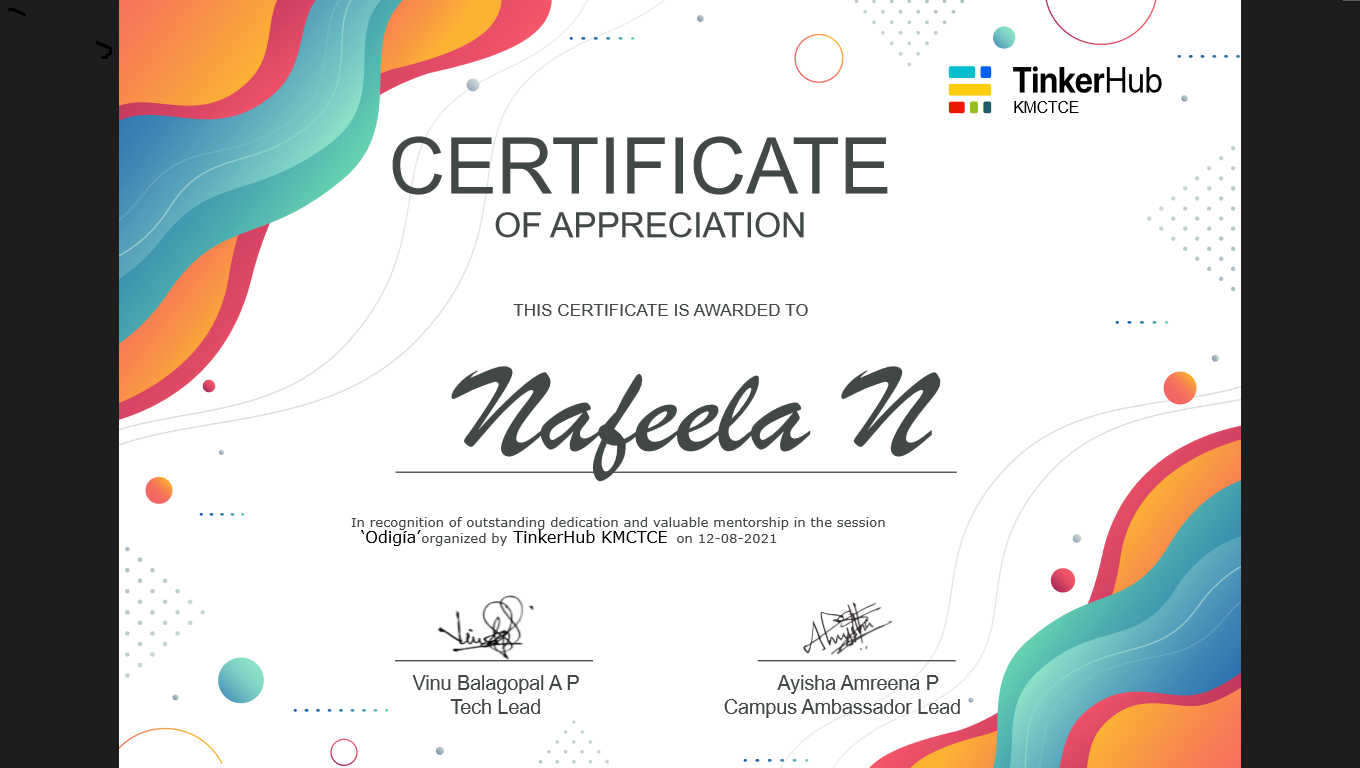 TinkerHub
KMCTCE
CERTIFICATE
OF APPRECIATION
THIS CERTIFICATE IS AWARDED TO
Nafeela N
In recognition of outstanding dedication and valuable mentorship in the session
‘Odigía’organized by TinkerHub KMCTCE on 12-08-2021
Vinu Balagopal A P
Tech Lead
Ayisha Amreena P
Campus Ambassador Lead